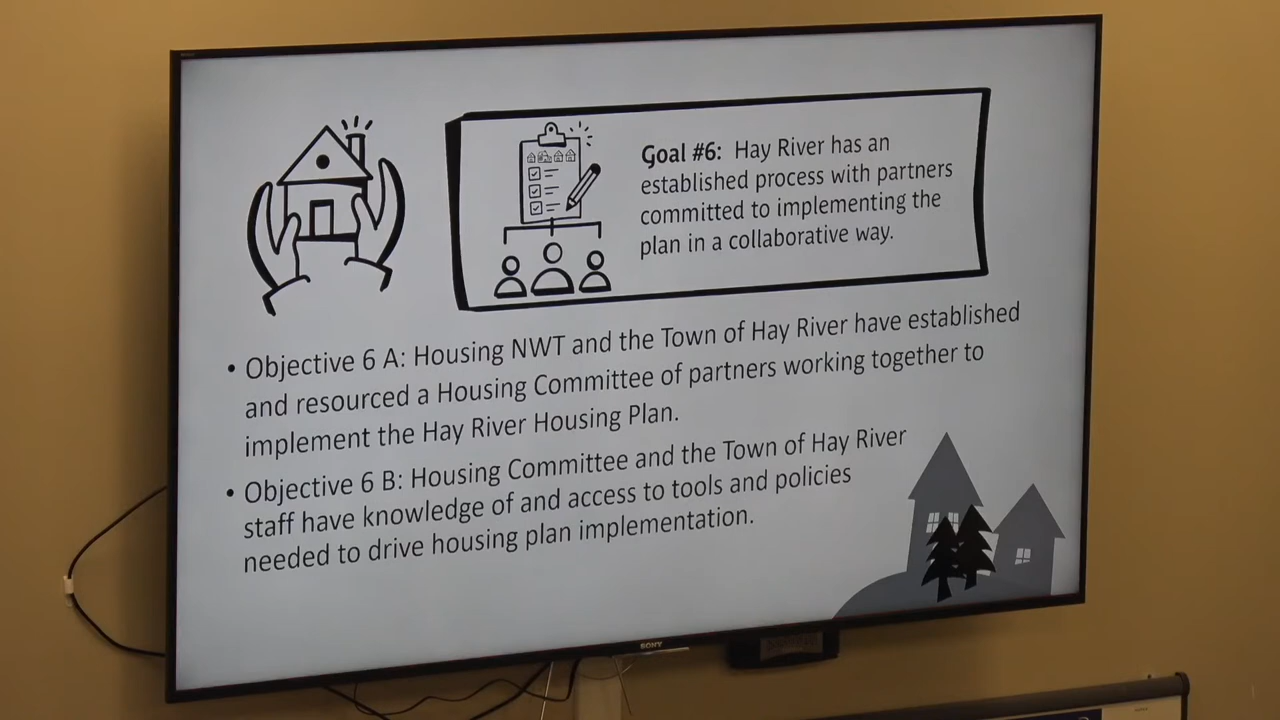 Goal #6: Hay River has an
established process with partners
committed to implementing the
plan in a collaborative way.
• Objective 6 A: Housing NWT and the Town of Hay River have established
and resourced a Housing Committee of partners working together to
implement the Hay River Housing Plan.
• Objective 6 B: Housing Committee and the Town of Hay River
staff have knowledge of and access to tools and policies
needed to drive housing plan implementation.
SONY